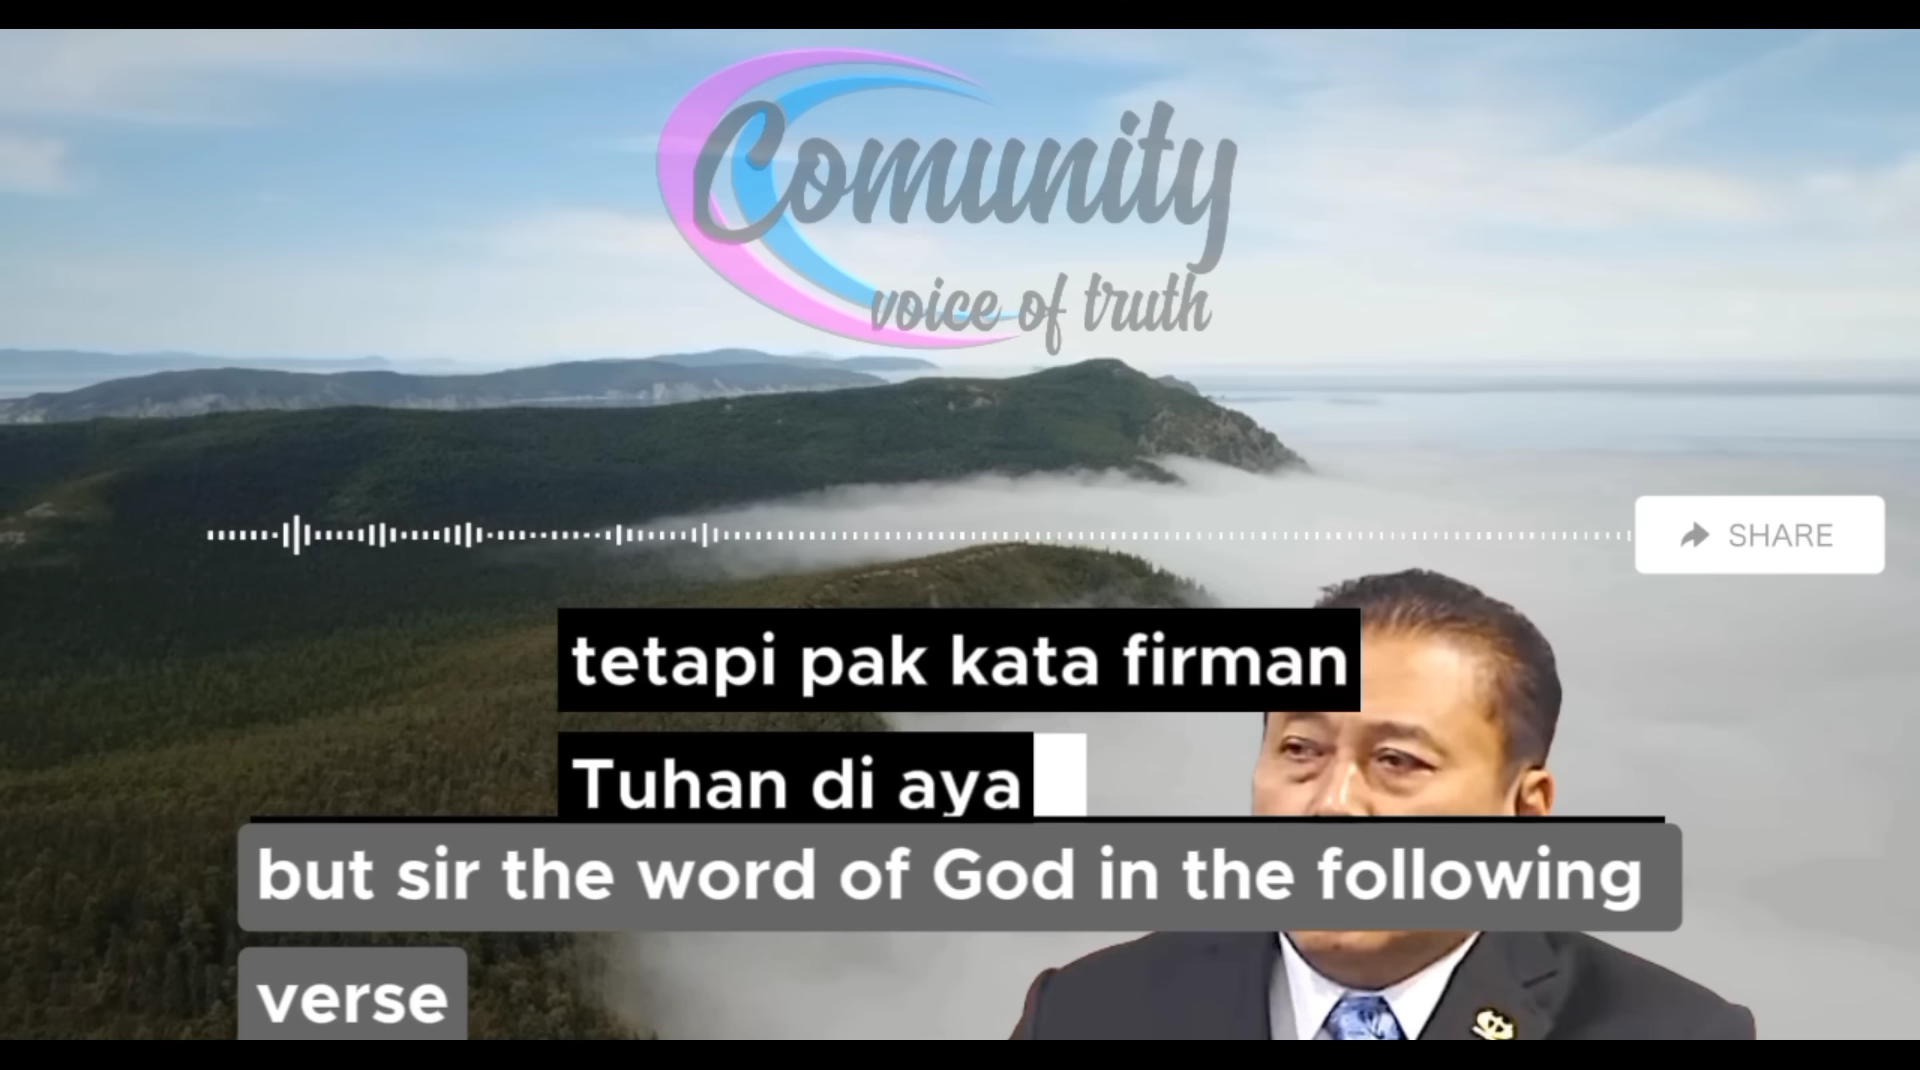 Comunity
voice of truth
SHARE
tetapi pak kata firman
Tuhan di aya
but sir the word of God in the following
verse